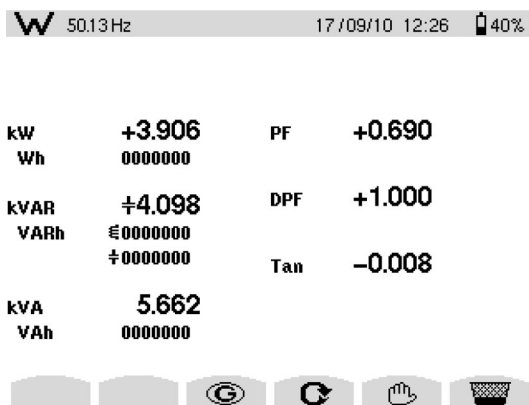 W 50.13 Hz 17/09/10 12:26 40%
kW +3.906 PF +0.690
Wh 0000000
kVAR 4.098 DPF +1.000
VARh 0000000
0000000
Tan −0.008
kVA 5.662
VAh 0000000
G